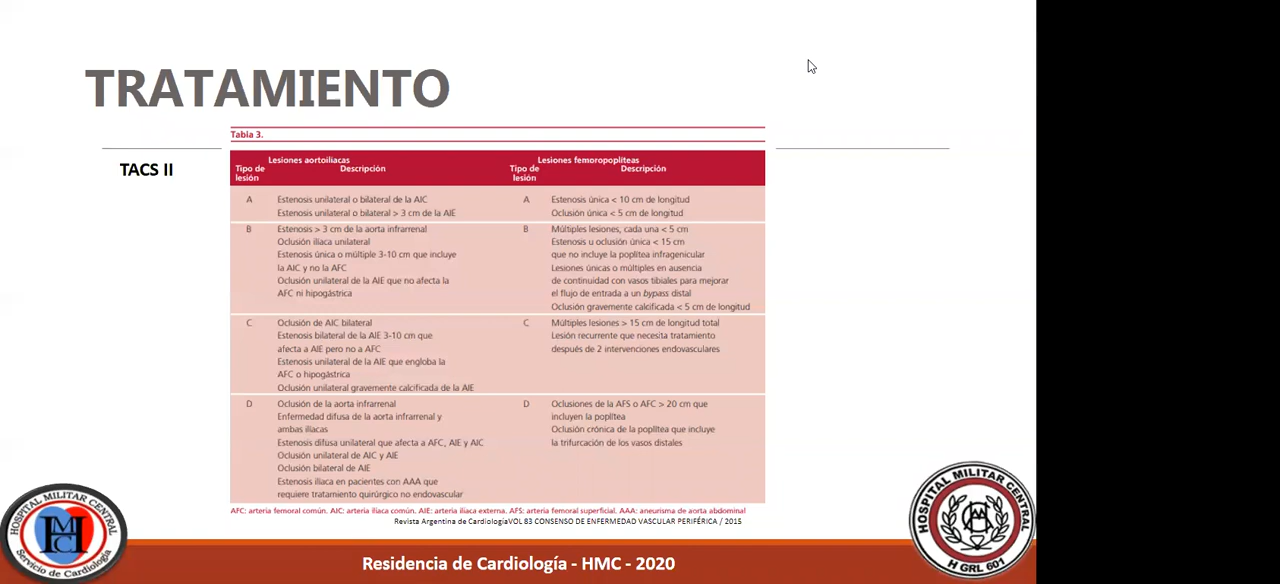 TRATAMIENTO
TACS II
Tabla 3.
Lesiones aortoilíacas
Tipo de lesión
Descripción
A
Estenosis unilateral o bilateral de la AIC
Estenosis unilateral o bilateral > 3 cm de la AIE
B
Estenosis > 3 cm de la aorta infrarrenal
Oclusión ilíaca unilateral
Estenosis única o múltiple 3-10 cm que incluye
la AIC y no la AFC
Oclusión unilateral de la AIE que no afecta la
AFC ni hipogástrica
C
Oclusión de AIC bilateral
Estenosis bilateral de la AIE 3-10 cm que
afecta a AIE pero no a AFC
Estenosis unilateral de la AIE que engloba la
AFC o hipogástrica
Oclusión unilateral gravemente calcificada de la AIE
D
Oclusión de la aorta infrarrenal
Enfermedad difusa de la aorta infrarrenal y
ambas ilíacas
Estenosis difusa unilateral que afecta a AFC, AIE y AIC
Oclusión unilateral de AIC y AIE
Oclusión bilateral de AIE
Estenosis ilíaca en pacientes con AAA que
requiere tratamiento quirúrgico no endovascular
Lesiones femoropoplíteas
Tipo de lesión
Descripción
A
Estenosis única < 10 cm de longitud
Oclusión única < 5 cm de longitud
B
Múltiples lesiones, cada una < 5 cm
Estenosis u oclusión única < 15 cm
que no incluye la poplítea infragenicular
Lesiones únicas o múltiples en ausencia
de continuidad con vasos tibiales para mejorar
el flujo de entrada a un bypass distal
Oclusión gravemente calcificada < 5 cm de longitud
C
Múltiples lesiones > 15 cm de longitud total
Lesión recurrente que necesita tratamiento
después de 2 intervenciones endovasculares
D
Oclusiones de la AFS o AFC > 20 cm que
incluyen la poplítea
Oclusión crónica de la poplítea que incluye
la trifurcación de los vasos distales
AFC: arteria femoral común. AIC: arteria ilíaca común. AIE: arteria ilíaca externa. AFS: arteria femoral superficial. AAA: aneurisma de aorta abdominal
Revista Argentina de CardiologiaVOL 83 CONSENSO DE ENFERMEDAD VASCULAR PERIFÉRICA / 2015
HOSPITAL MILITAR CENTRAL
HMC
Servicio de Cardiología
HOSPITAL MILITAR CENTRAL
H GRL 601
Residencia de Cardiología - HMC - 2020